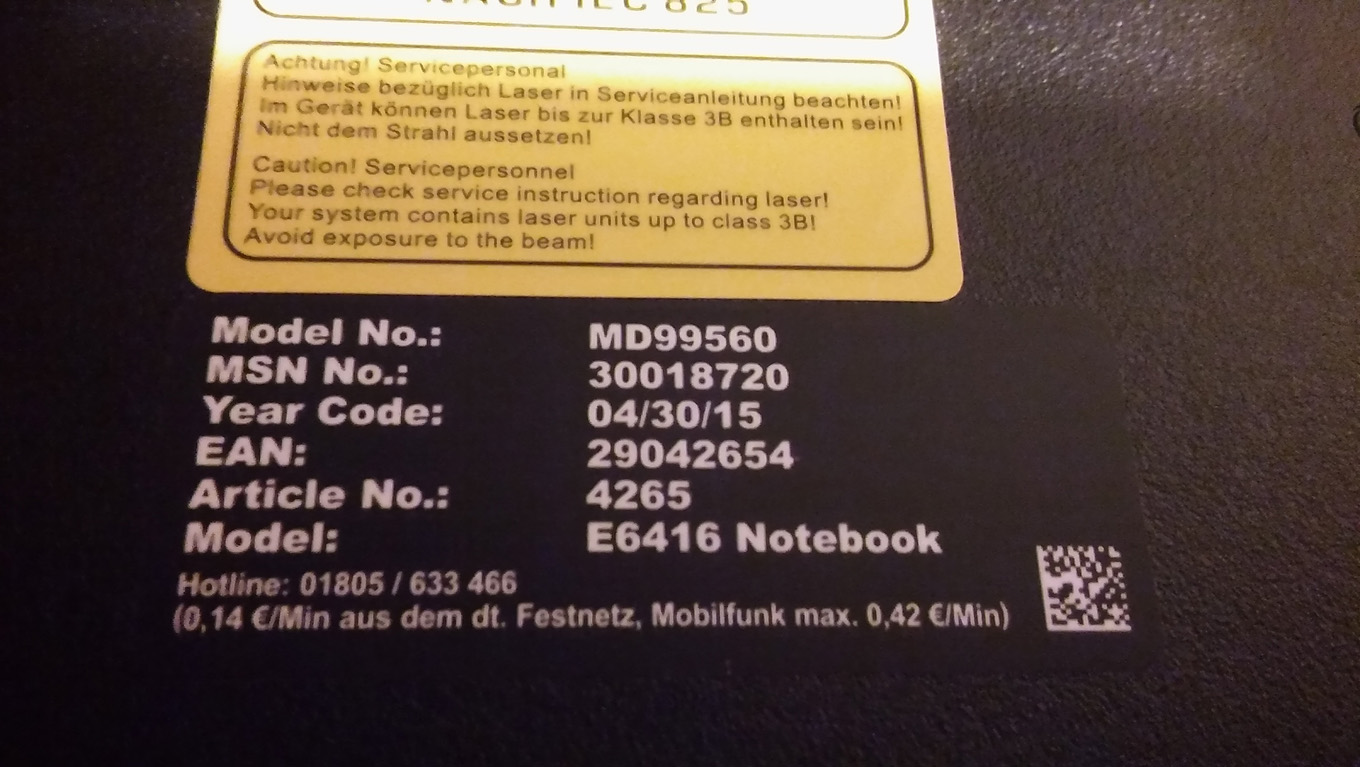 NACH IEC 825
Achtung! Servicepersonal
Hinweise bezüglich Laser in Serviceanleitung beachten!
Im Gerät können Laser bis zur Klasse 3B enthalten sein!
Nicht dem Strahl aussetzen!
Caution! Servicepersonnel
Please check service instruction regarding laser!
Your system contains laser units up to class 3B!
Avoid exposure to the beam!
Model No.: MD99560
MSN No.: 30018720
Year Code: 04/30/15
EAN: 29042654
Article No.: 4265
Model: E6416 Notebook
Hotline: 01805 / 633 466
(0,14 €/Min aus dem dt. Festnetz, Mobilfunk max. 0,42 €/Min)